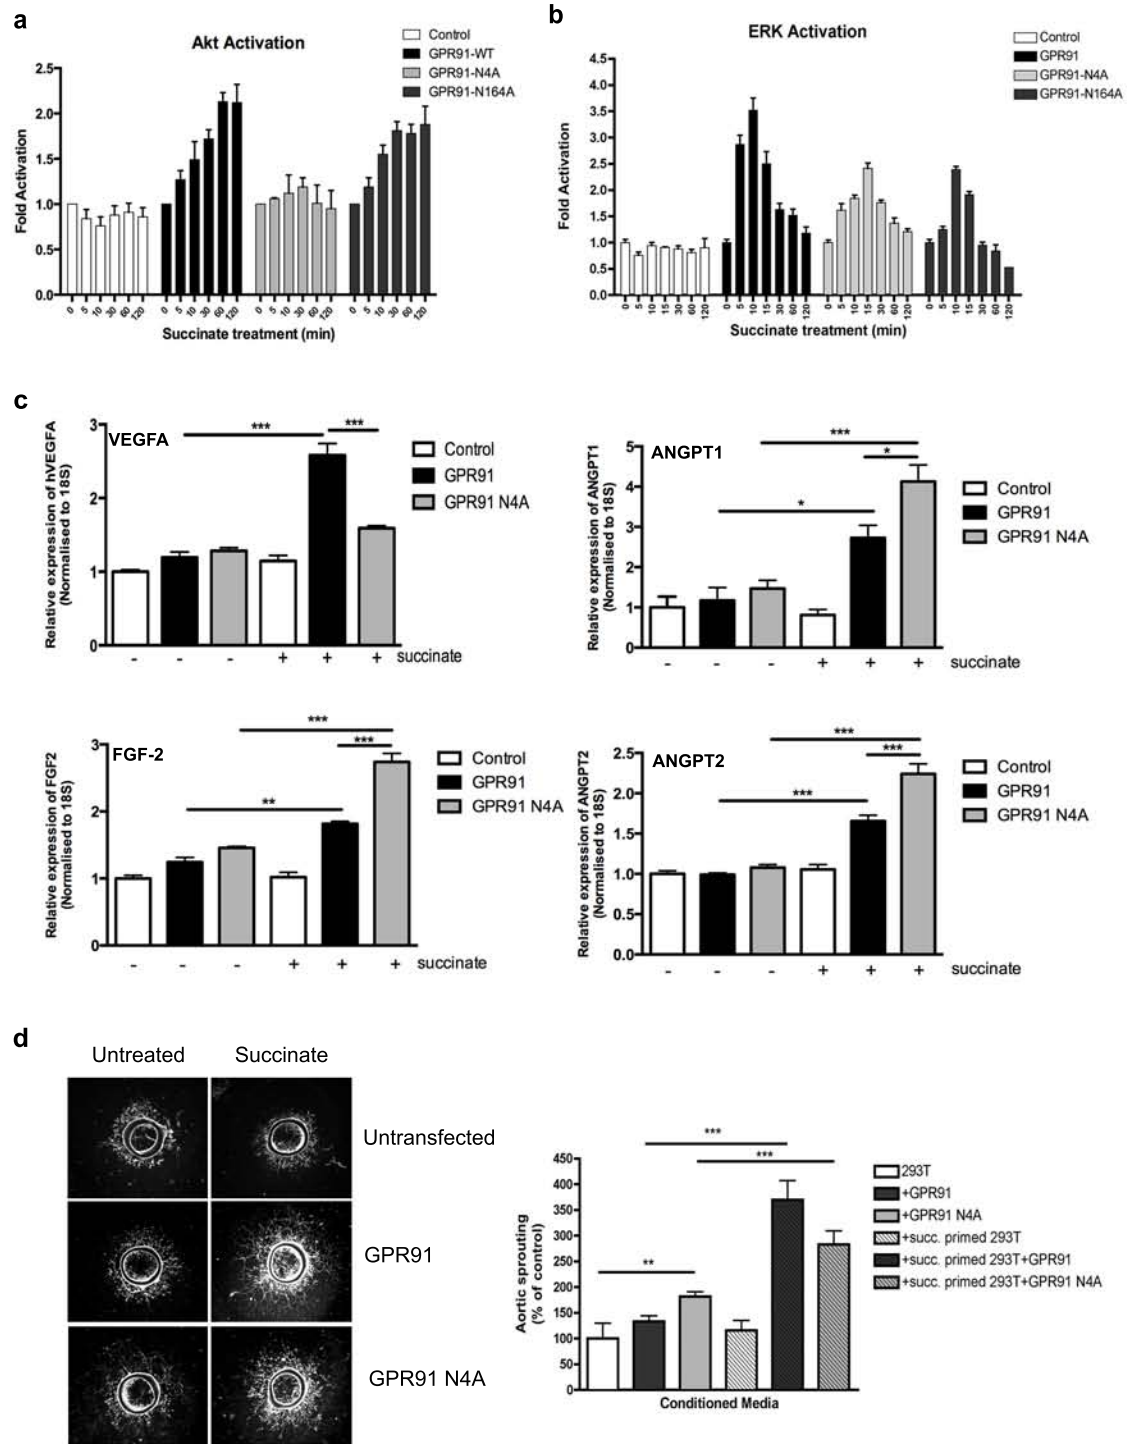 a
Akt Activation
Control
GPR91-WT
GPR91-N4A
GPR91-N164A
Fold Activation
2.5
2.0
1.5
1.0
0.5
0.0
0 5 10 30 60 120 0 5 10 30 60 120 0 5 10 30 60 120 0 5 10 30 60 120
Succinate treatment (min)
b
ERK Activation
Control
GPR91
GPR91-N4A
GPR91-N164A
Fold Activation
4.5
4.0
3.5
3.0
2.5
2.0
1.5
1.0
0.5
0.0
0 5 10 15 30 60 120 0 5 10 15 30 60 120 0 5 10 15 30 60 120 0 5 10 15 30 60 120
Succinate treatment (min)
c
VEGFA
Relative expression of hVEGFA
(Normalised to 18S)
3
2
1
0
*** ***
Control
GPR91
GPR91 N4A
- - - + + + succinate
ANGPT1
Relative expression of ANGPT1
(Normalised to 18S)
5
4
3
2
1
0
***
*
*
Control
GPR91
GPR91 N4A
- - - + + + succinate
FGF-2
Relative expression of FGF2
(Normalised to 18S)
3
2
1
0
***
***
**
Control
GPR91
GPR91 N4A
- - - + + + succinate
ANGPT2
Relative expression of ANGPT2
(Normalised to 18S)
2.5
2.0
1.5
1.0
0.5
0.0
***
***
***
Control
GPR91
GPR91 N4A
- - - + + + succinate
d
Untreated Succinate
Untransfected
GPR91
GPR91 N4A
Aortic sprouting
(% of control)
450
400
350
300
250
200
150
100
50
0
***
***
**
293T
+GPR91
+GPR91 N4A
+succ. primed 293T
+succ. primed 293T+GPR91
+succ. primed 293T+GPR91 N4A
Conditioned Media